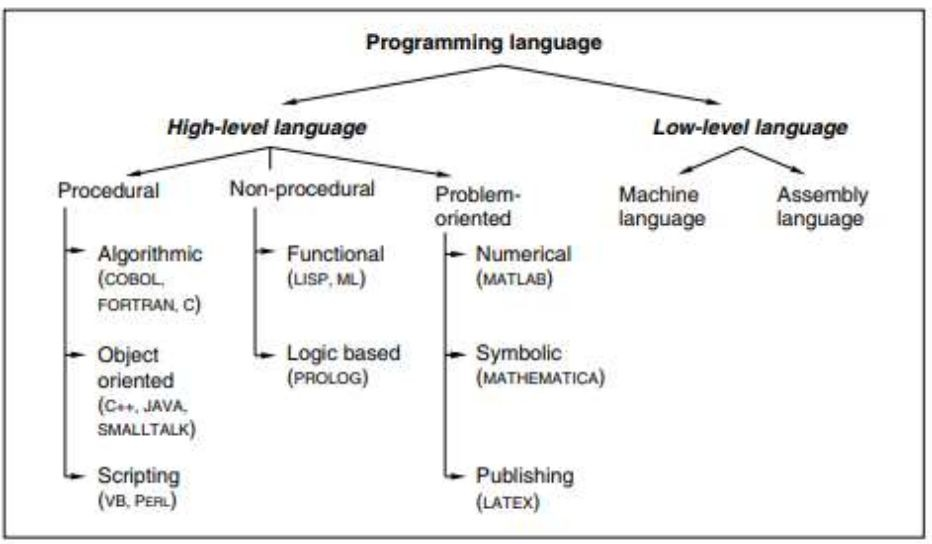 Programming language
High-level language
Low-level language
Procedural
Non-procedural
Problem-
oriented
Machine
language
Assembly
language
Algorithmic
(COBOL,
FORTRAN, C)
Object
oriented
(C++, JAVA,
SMALLTALK)
Scripting
(VB, PERL)
Functional
(LISP, ML)
Logic based
(PROLOG)
Numerical
(MATLAB)
Symbolic
(MATHEMATICA)
Publishing
(LATEX)